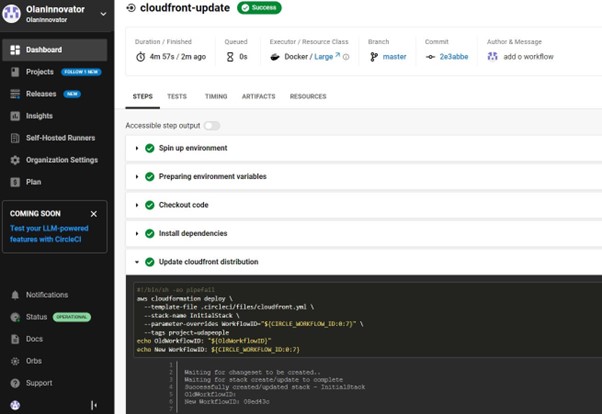 OlanInnovator
OlanInnovator
Dashboard
Projects FOLLOW 1 NEW
Releases NEW
Insights
Self-Hosted Runners
Organization Settings
Plan
COMING SOON
Test your LLM-powered
features with CircleCI
Notifications
Status OPERATIONAL
Docs
Orbs
Support
cloudfront-update Success
Duration / Finished
4m 57s / 2m ago
Queued
0s
Executor / Resource Class
Docker / Large
Branch
master
Commit
2e3abbe
Author & Message
add o workflow
STEPS TESTS TIMING ARTIFACTS RESOURCES
Accessible step output
Spin up environment
Preparing environment variables
Checkout code
Install dependencies
Update cloudfront distribution
#!/bin/sh -eo pipefail
aws cloudformation deploy \
--template-file .circleci/files/cloudfront.yml \
--stack-name InitialStack \
--parameter-overrides WorkflowID="${CIRCLE_WORKFLOW_ID:0:7}" \
--tags project=udapeople
echo OldWorkflowID: "${OldWorkflowID}"
echo New WorkflowID: ${CIRCLE_WORKFLOW_ID:0:7}
1
2 Waiting for changeset to be created..
3 Waiting for stack create/update to complete
4 Successfully created/updated stack - InitialStack
5 OldWorkflowID:
6 New WorkflowID: 08ed43c
7